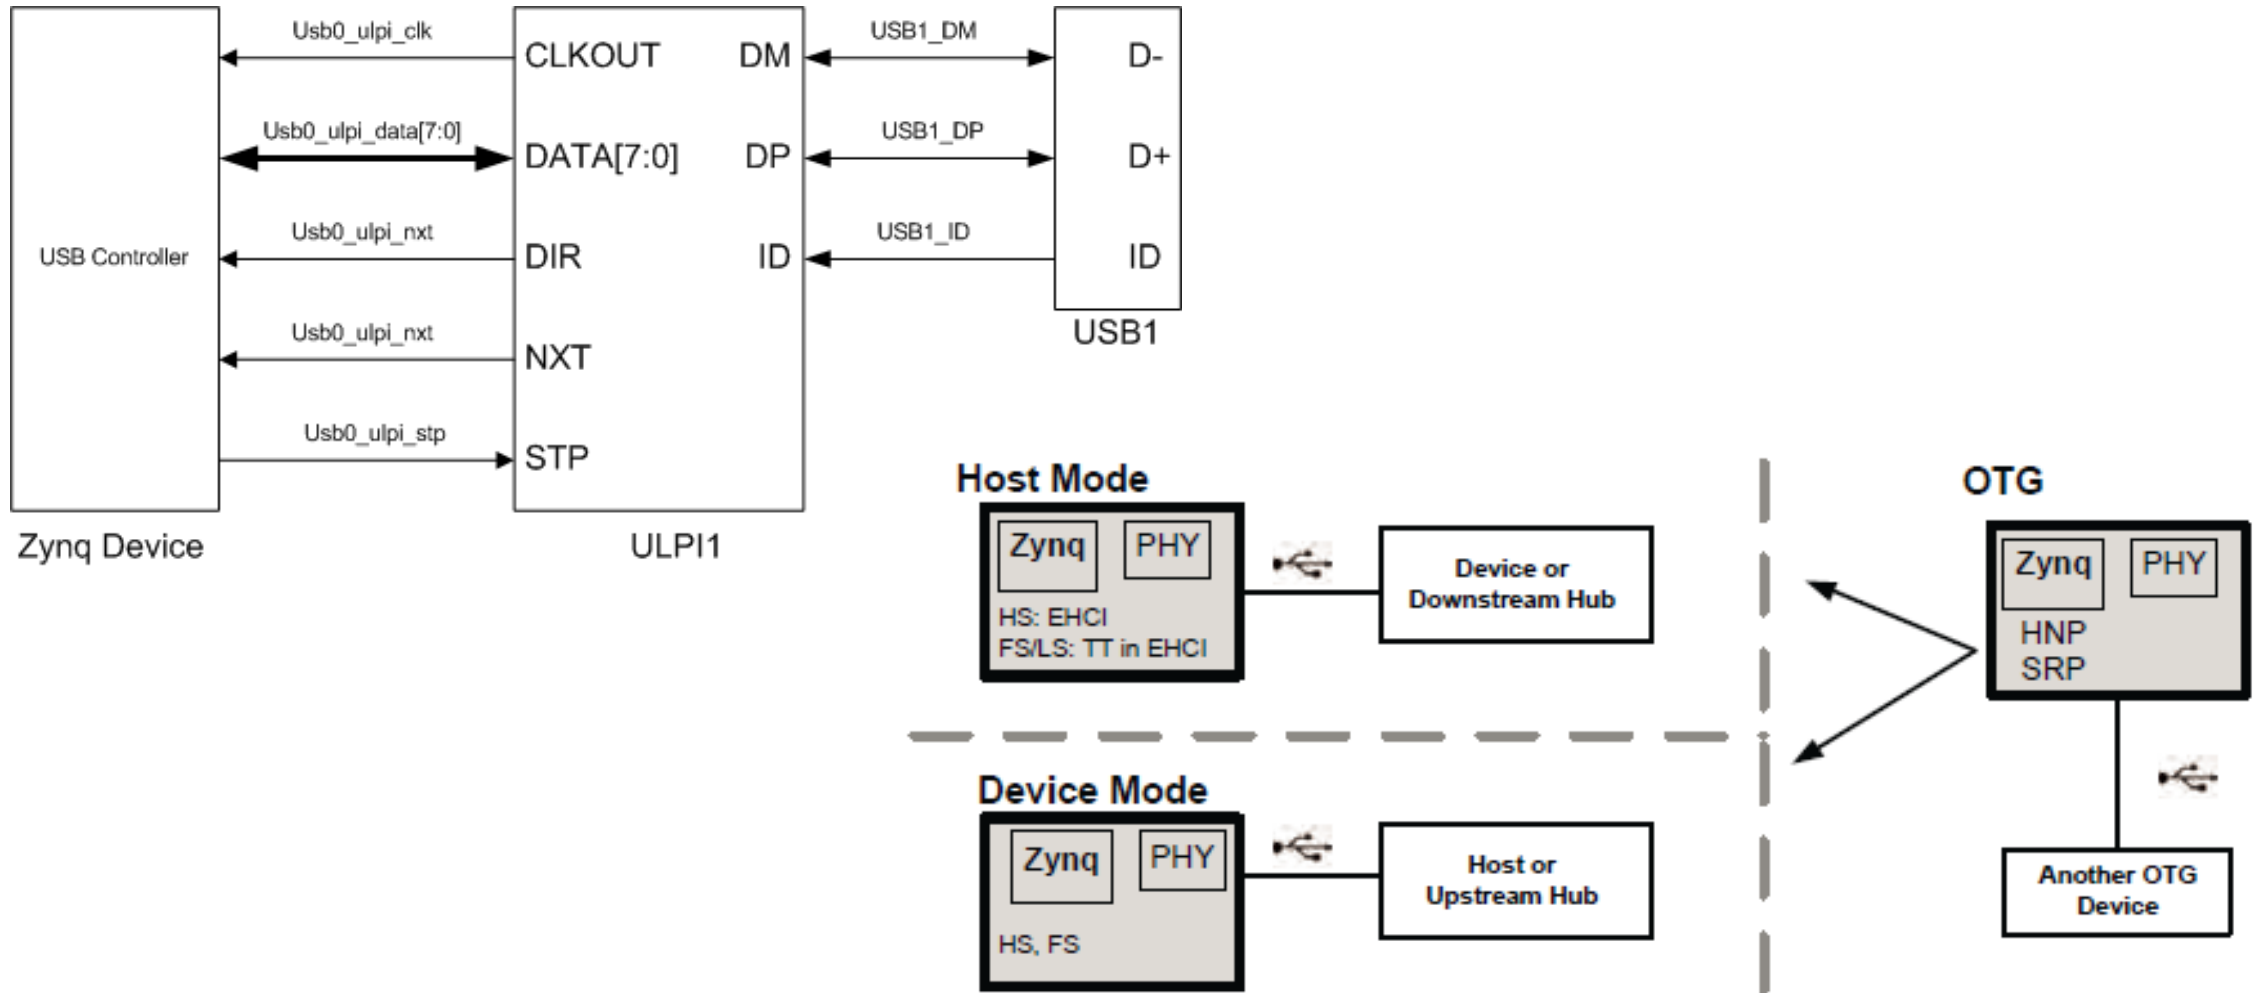 Usb0_ulpi_clk
CLKOUT
DM
USB1_DM
D-
Usb0_ulpi_data[7:0]
DATA[7:0]
DP
USB1_DP
D+
USB Controller
Usb0_ulpi_nxt
DIR
ID
USB1_ID
ID
USB1
Usb0_ulpi_nxt
NXT
Usb0_ulpi_stp
STP
Zynq Device
ULPI1
Host Mode
Zynq
PHY
HS: EHCI
FS/LS: TT in EHCI
Device or
Downstream Hub
OTG
Zynq
PHY
HNP
SRP
Another OTG
Device
Device Mode
Zynq
PHY
HS, FS
Host or
Upstream Hub